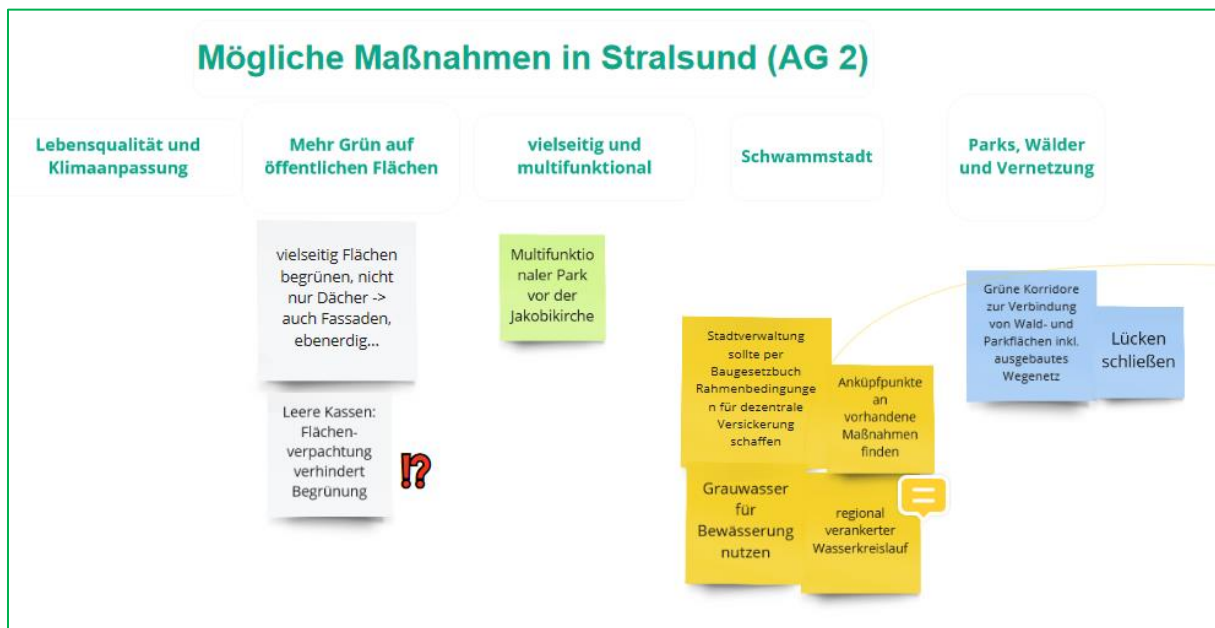 Mögliche Maßnahmen in Stralsund (AG 2)
Lebensqualität und
Klimaanpassung
Mehr Grün auf
öffentlichen Flächen
vielseitig und
multifunktional
Schwammstadt
Parks, Wälder
und Vernetzung
vielseitig Flächen
begrünen, nicht
nur Dächer ->
auch Fassaden,
ebenerdig...
Leere Kassen:
Flächen-
verpachtung
verhindert
Begrünung
!?
Multifunktio
naler Park
vor der
Jakobikirche
Stadtverwaltung
sollte per
Baugesetzbuch
Rahmenbedingunge
n für dezentrale
Versickerung
schaffen
Anküpfpunkte
an
vorhandene
Maßnahmen
finden
Grauwasser
für
Bewässerung
nutzen
regional
verankerter
Wasserkreislauf
Grüne Korridore
zur Verbindung
von Wald- und
Parkflächen inkl.
ausgebautes
Wegenetz
Lücken
schließen